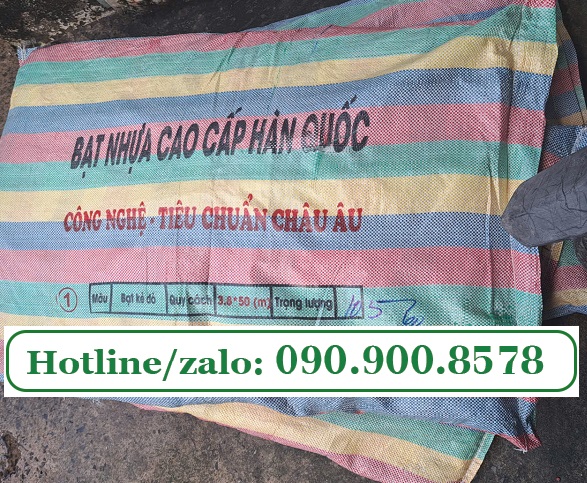 BẠT NHỰA CAO CẤP HÀN QUỐC
CÔNG NGHỆ - TIÊU CHUẨN CHÂU ÂU
1 Màu Bạt kẻ đỏ Quy cách 3.8*50 (m) Trọng lượng
Hotline/zalo: 090.900.8578